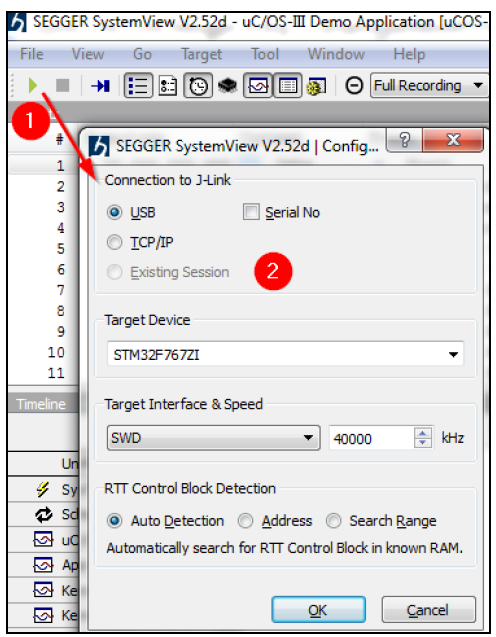 SEGGER SystemView V2.52d - uC/OS-III Demo Application [uCOS-
File View Go Target Tool Window Help
Full Recording
1
#
SEGGER SystemView V2.52d | Config...
1
2
3
4
5
6
7
8
9
10
11
Connection to J-Link
USB Serial No
TCP/IP
Existing Session
2
Target Device
STM32F767ZI
Timeline
Target Interface & Speed
SWD 40000 kHz
Un
RTT Control Block Detection
Sy
Sd
Auto Detection Address Search Range
uC
Automatically search for RTT Control Block in known RAM.
Ap
Ke
OK Cancel
Ke